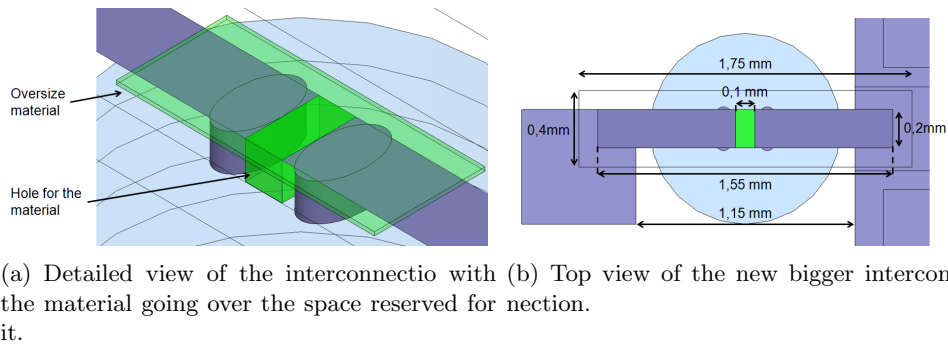 Oversize
material
Hole for the
material
1,75 mm
0,1 mm
0,4mm
0,2mm
1,55 mm
1,15 mm
(a) Detailed view of the interconnectio with
the material going over the space reserved for
it.
(b) Top view of the new bigger intercon
nection.